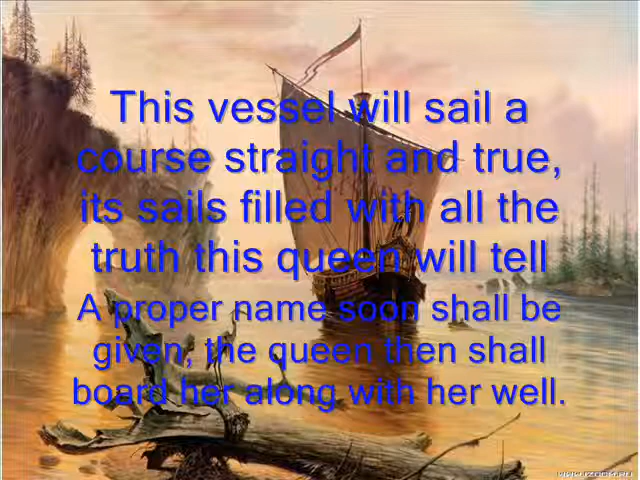 This vessel will sail a
course straight and true,
its sails filled with all the
truth this queen will tell
A proper name soon shall be
given, the queen then shall
board her along with her well.